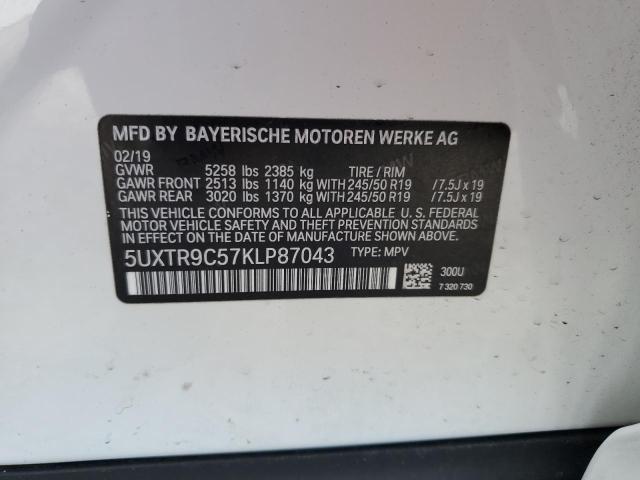 MFD BY BAYERISCHE MOTOREN WERKE AG
02/19
GVWR 5258 lbs 2385 kg TIRE / RIM
GAWR FRONT 2513 lbs 1140 kg WITH 245/50 R19 /7.5J x 19
GAWR REAR 3020 lbs 1370 kg WITH 245/50 R19 /7.5J x 19
THIS VEHICLE CONFORMS TO ALL APPLICABLE U. S. FEDERAL
MOTOR VEHICLE SAFETY AND THEFT PREVENTION STANDARDS
IN EFFECT ON THE DATE OF MANUFACTURE SHOWN ABOVE.
5UXTR9C57KLP87043 TYPE: MPV
300U
7 320 730